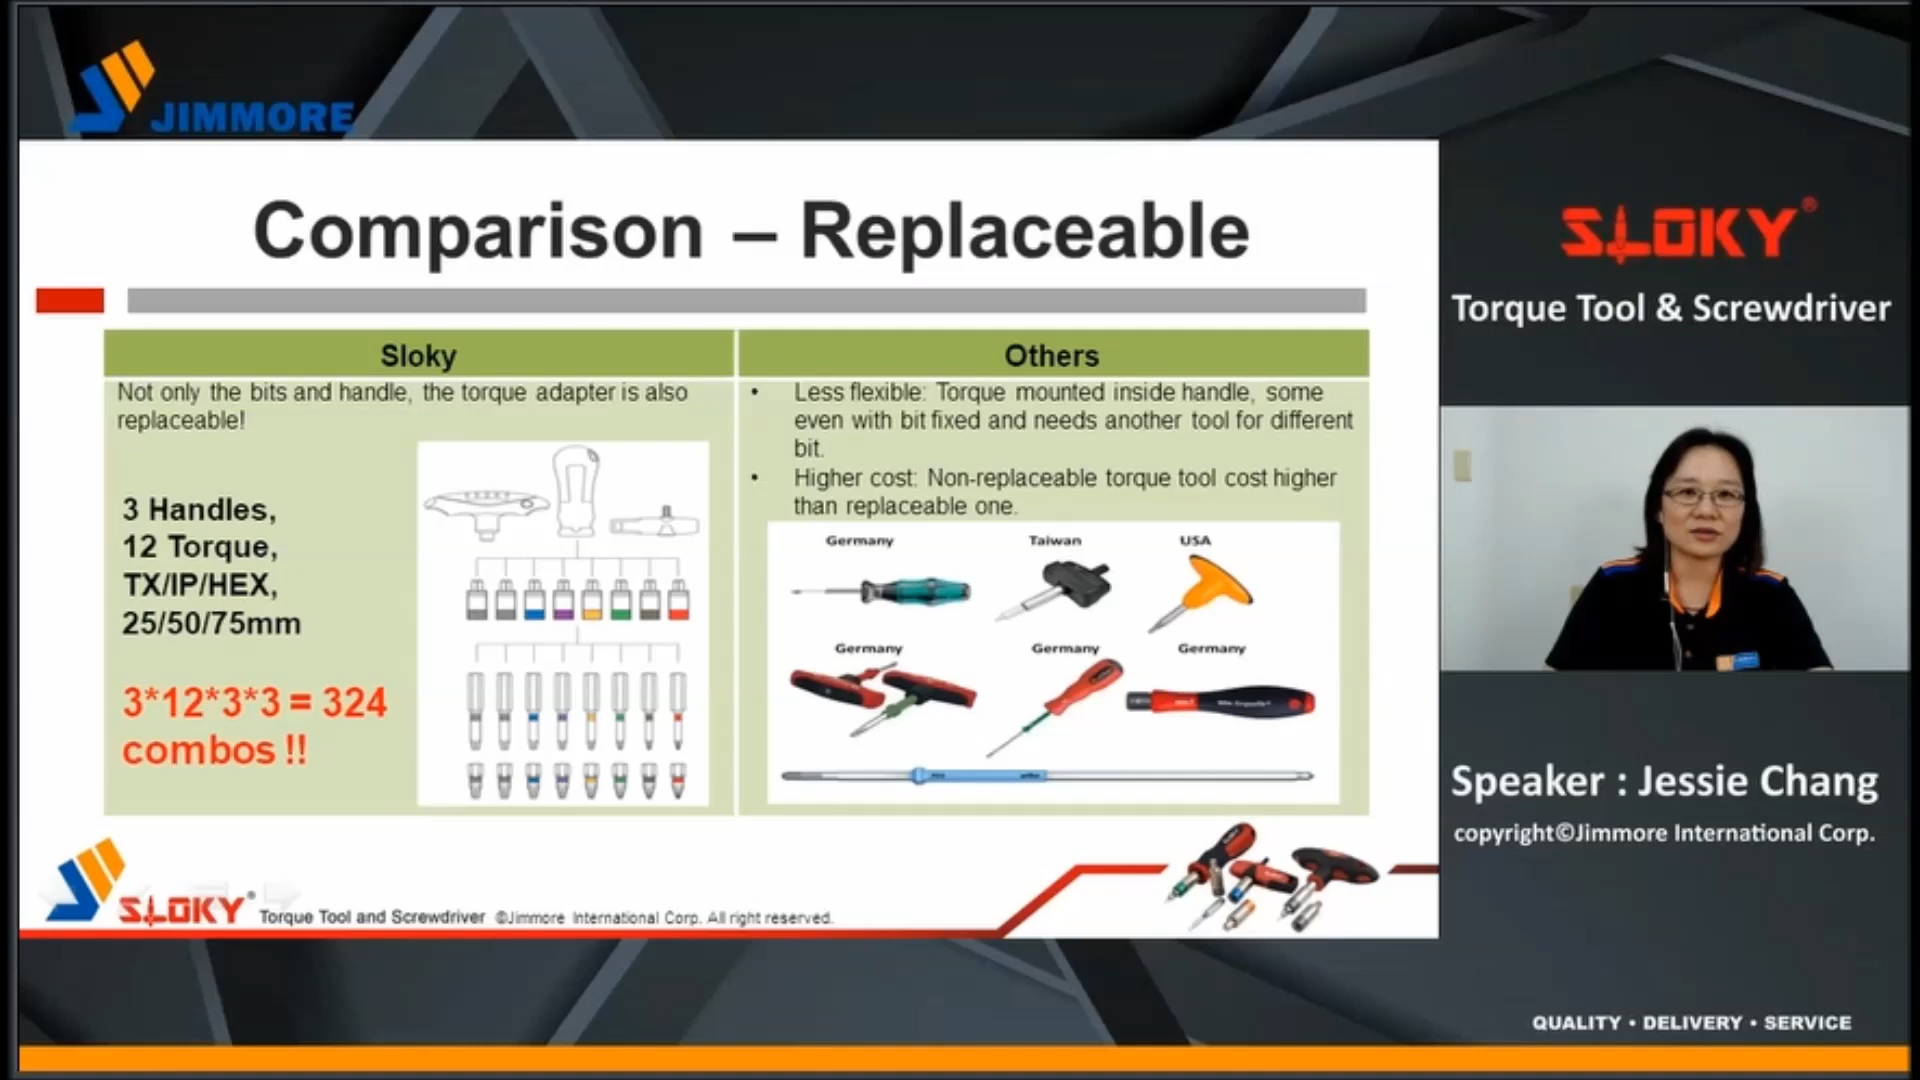 JIMMORE
Comparison – Replaceable
Sloky
Not only the bits and handle, the torque adapter is also
replaceable!
3 Handles,
12 Torque,
TX/IP/HEX,
25/50/75mm
3*12*3*3 = 324
combos !!
Others
• Less flexible: Torque mounted inside handle, some
even with bit fixed and needs another tool for different
bit.
• Higher cost: Non-replaceable torque tool cost higher
than replaceable one.
Germany
Taiwan
USA
Germany
Germany
Germany
SLOKY® Torque Tool and Screwdriver ©Jimmore International Corp. All right reserved.
SLOKY®
Torque Tool & Screwdriver
Speaker : Jessie Chang
copyright©Jimmore International Corp.
QUALITY • DELIVERY • SERVICE